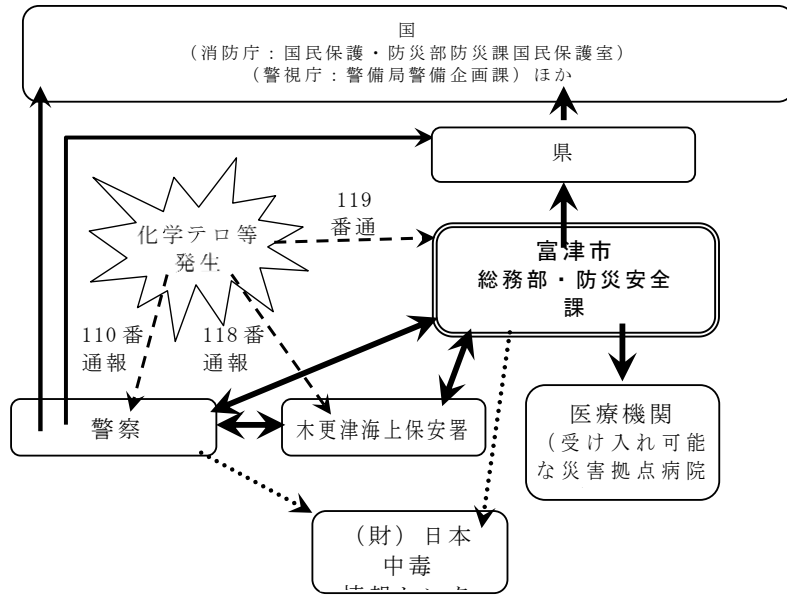 国
（消防庁：国民保護・防災部防災課国民保護室）
（警視庁：警備局警備企画課）ほか
県
119
番通
化学テロ等
発生
富津市
総務部・防災安全
課
110番
通報
118番
通報
警察
木更津海上保安署
医療機関
（受け入れ可能
な災害拠点病院
（財）日本
中毒